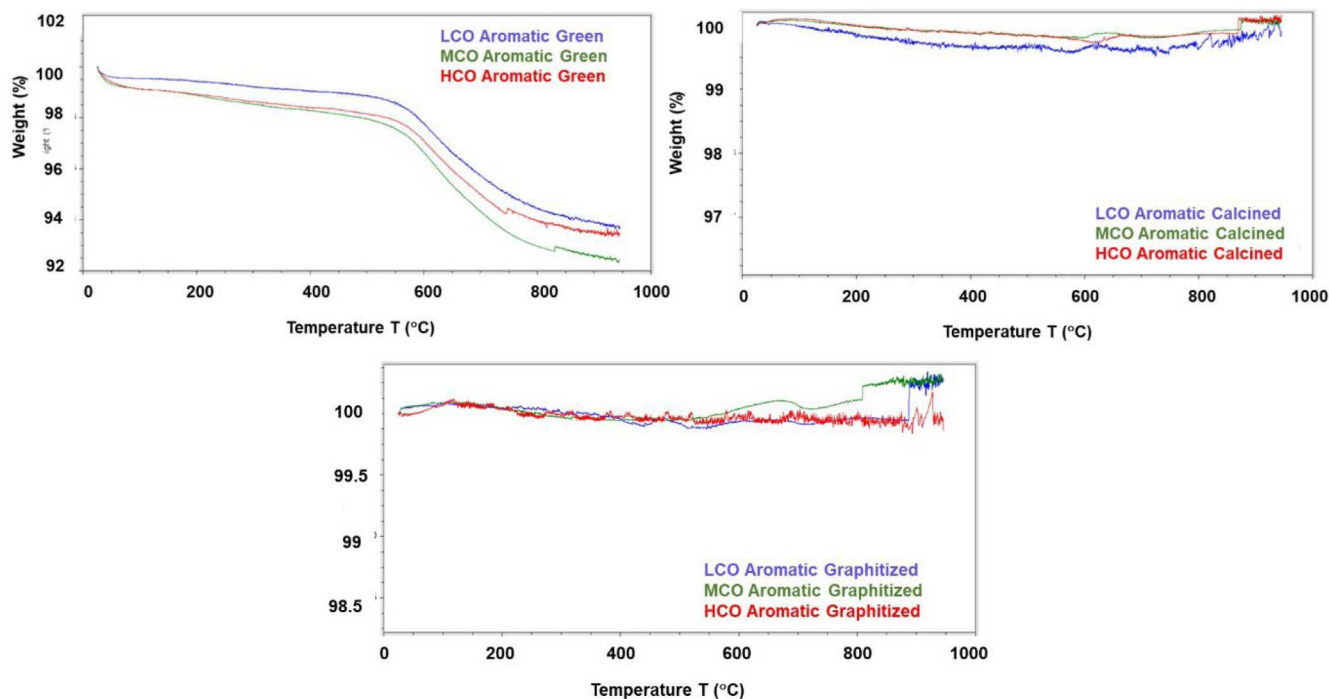 102
100
98
96
94
92
Weight (%)
ight (%
LCO Aromatic Green
MCO Aromatic Green
HCO Aromatic Green
0
200
400
600
800
1000
Temperature T (°C)
100
99
98
97
Weight (%)
LCO Aromatic Calcined
MCO Aromatic Calcined
HCO Aromatic Calcined
0
200
400
600
800
1000
Temperature T (°C)
100
99.5
99
98.5
LCO Aromatic Graphitized
MCO Aromatic Graphitized
HCO Aromatic Graphitized
0
200
400
600
800
1000
Temperature T (°C)